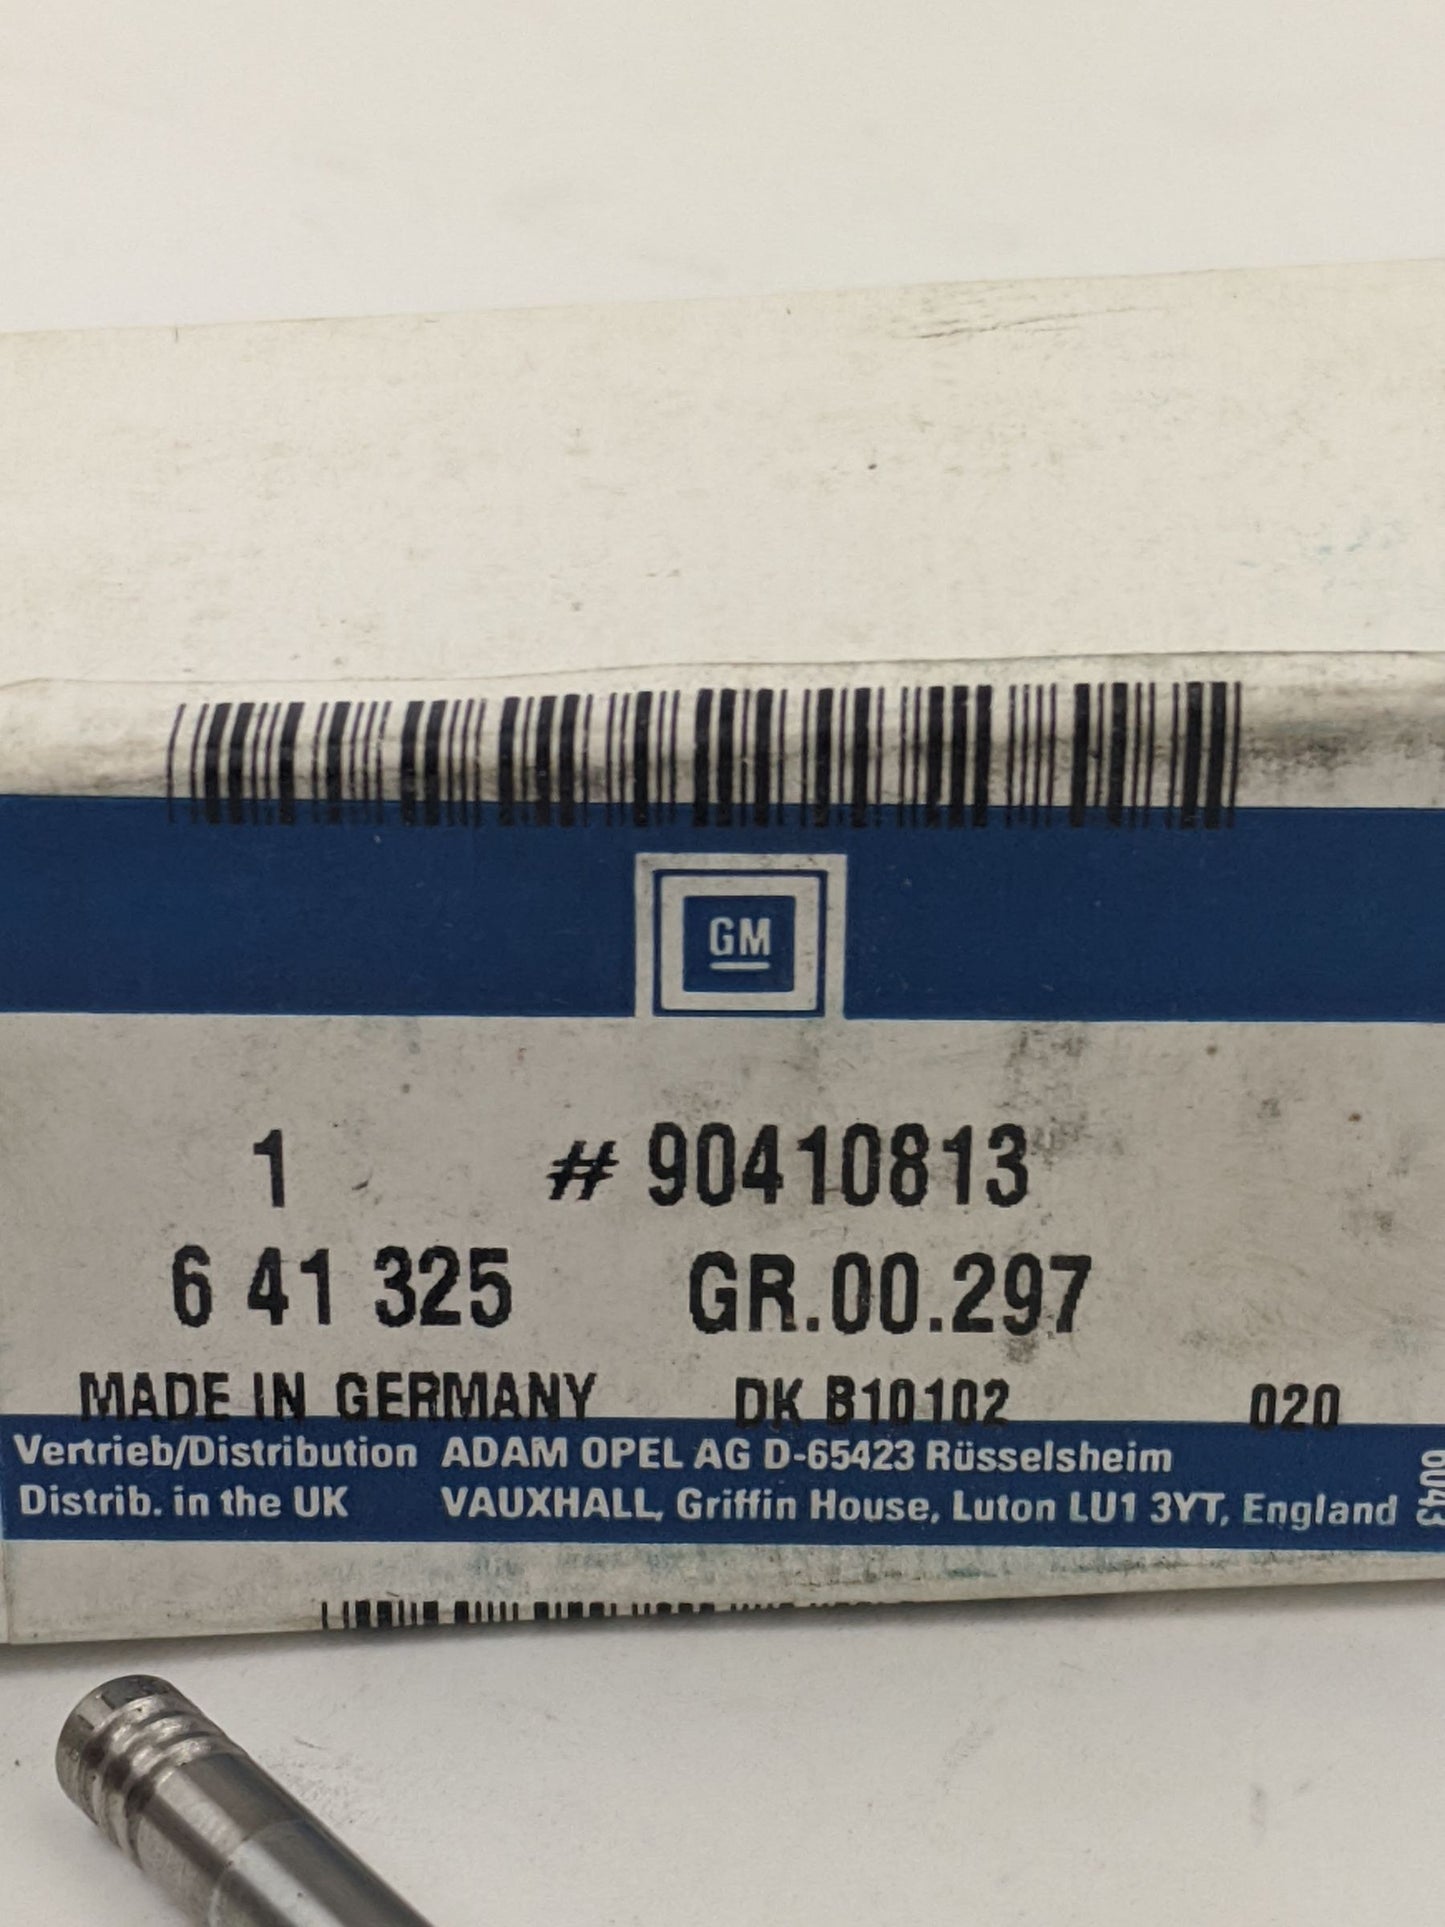 GM
1 # 90410813
6 41 325 GR.00.297
MADE IN GERMANY DK B10102 020
Vertrieb/Distribution ADAM OPEL AG D-65423 Rüsselsheim
Distrib. in the UK VAUXHALL, Griffin House, Luton LU1 3YT, England
0043